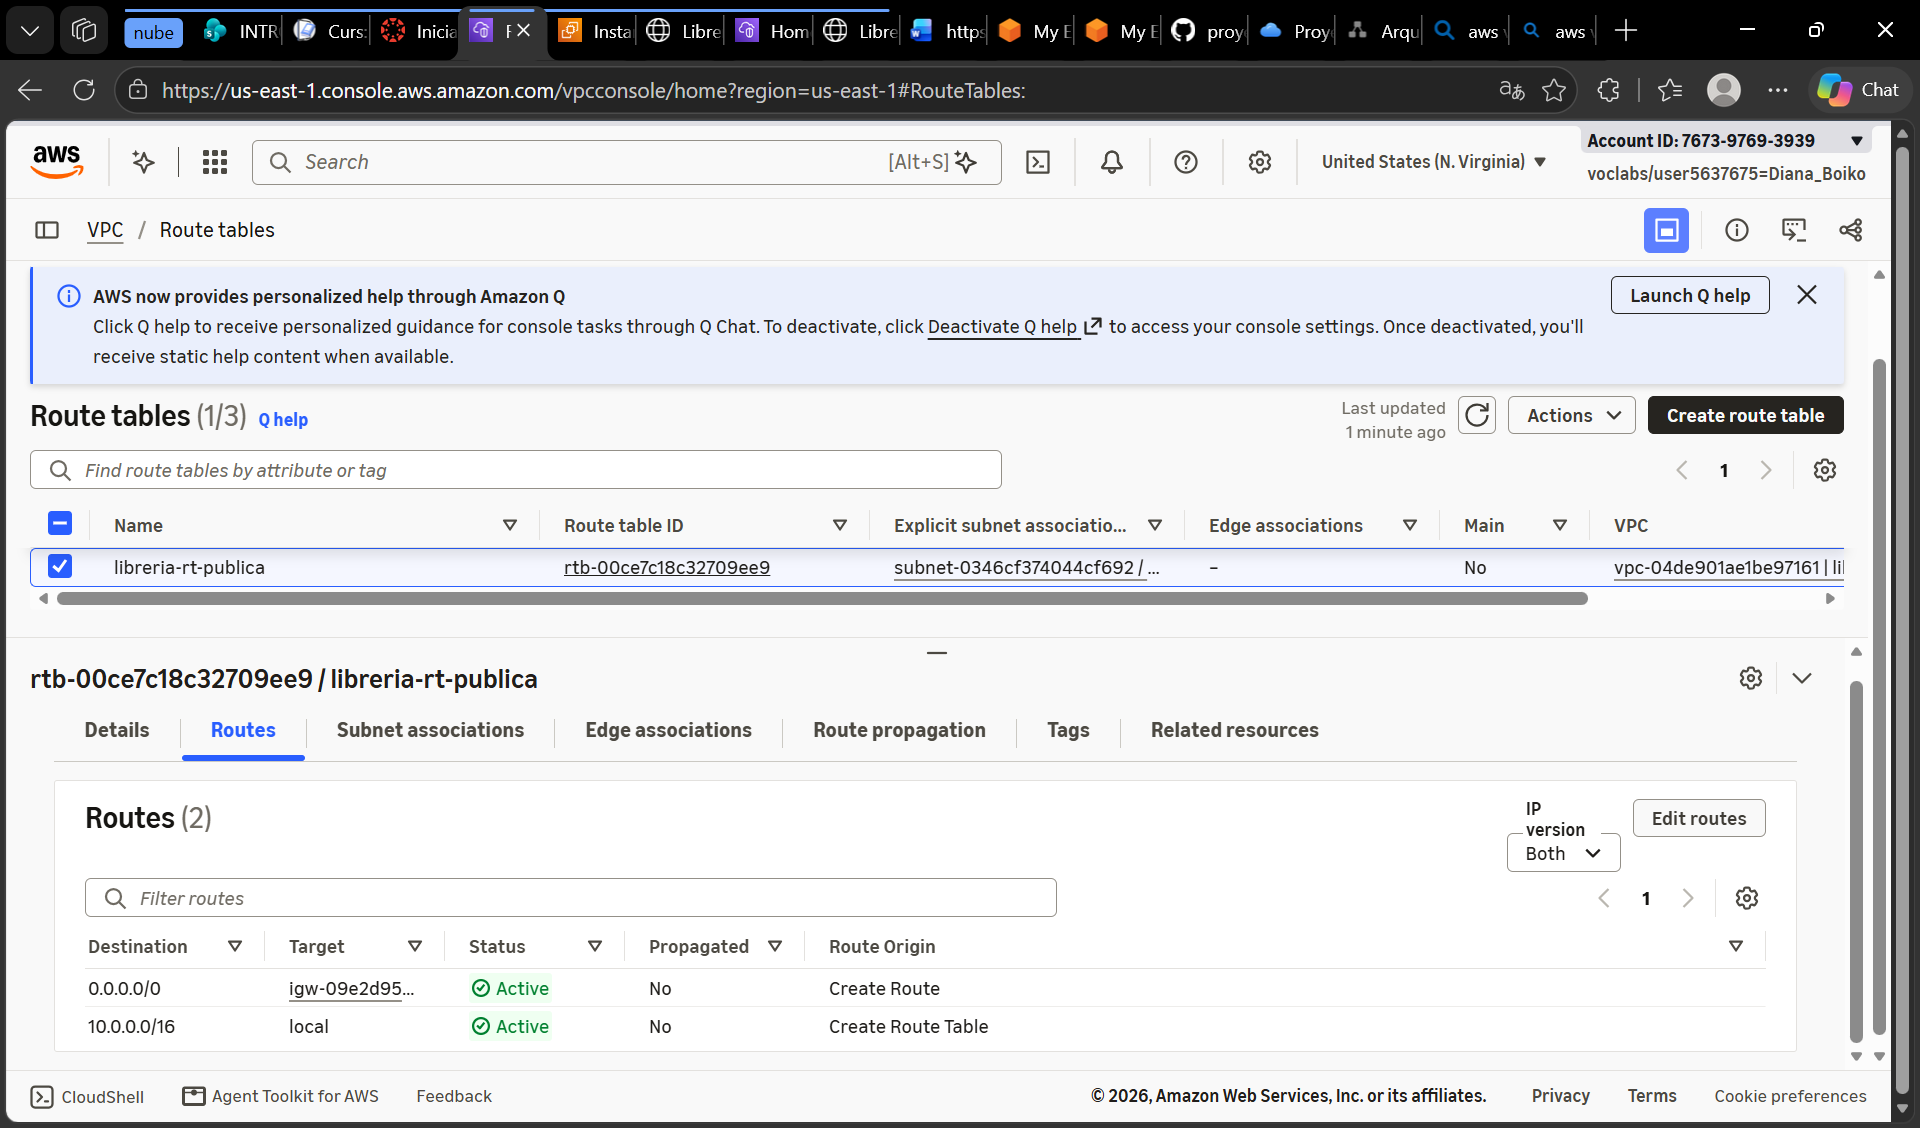 nube
INTR
Curs
Inicia
Insta
Libre
Hom
Libre
http
My E
My E
proy
Proy
Arqu
aws
aws
https://us-east-1.console.aws.amazon.com/vpcconsole/home?region=us-east-1#RouteTables:
Chat
aws
Search
[Alt+S]
United States (N. Virginia)
Account ID: 7673-9769-3939
voclabs/user5637675=Diana_Boiko
VPC / Route tables
AWS now provides personalized help through Amazon Q
Click Q help to receive personalized guidance for console tasks through Q Chat. To deactivate, click Deactivate Q help to access your console settings. Once deactivated, you'll
receive static help content when available.
Launch Q help
Route tables (1/3) Q help
Last updated
1 minute ago
Actions
Create route table
Find route tables by attribute or tag
1
Name
Route table ID
Explicit subnet associatio...
Edge associations
Main
VPC
libreria-rt-publica
rtb-00ce7c18c32709ee9
subnet-0346cf374044cf692 / ...
–
No
vpc-04de901ae1be97161 | li
rtb-00ce7c18c32709ee9 / libreria-rt-publica
Details
Routes
Subnet associations
Edge associations
Route propagation
Tags
Related resources
Routes (2)
IP
version
Both
Edit routes
Filter routes
1
Destination
Target
Status
Propagated
Route Origin
0.0.0.0/0
igw-09e2d95...
Active
No
Create Route
10.0.0.0/16
local
Active
No
Create Route Table
CloudShell
Agent Toolkit for AWS
Feedback
© 2026, Amazon Web Services, Inc. or its affiliates.
Privacy
Terms
Cookie preferences